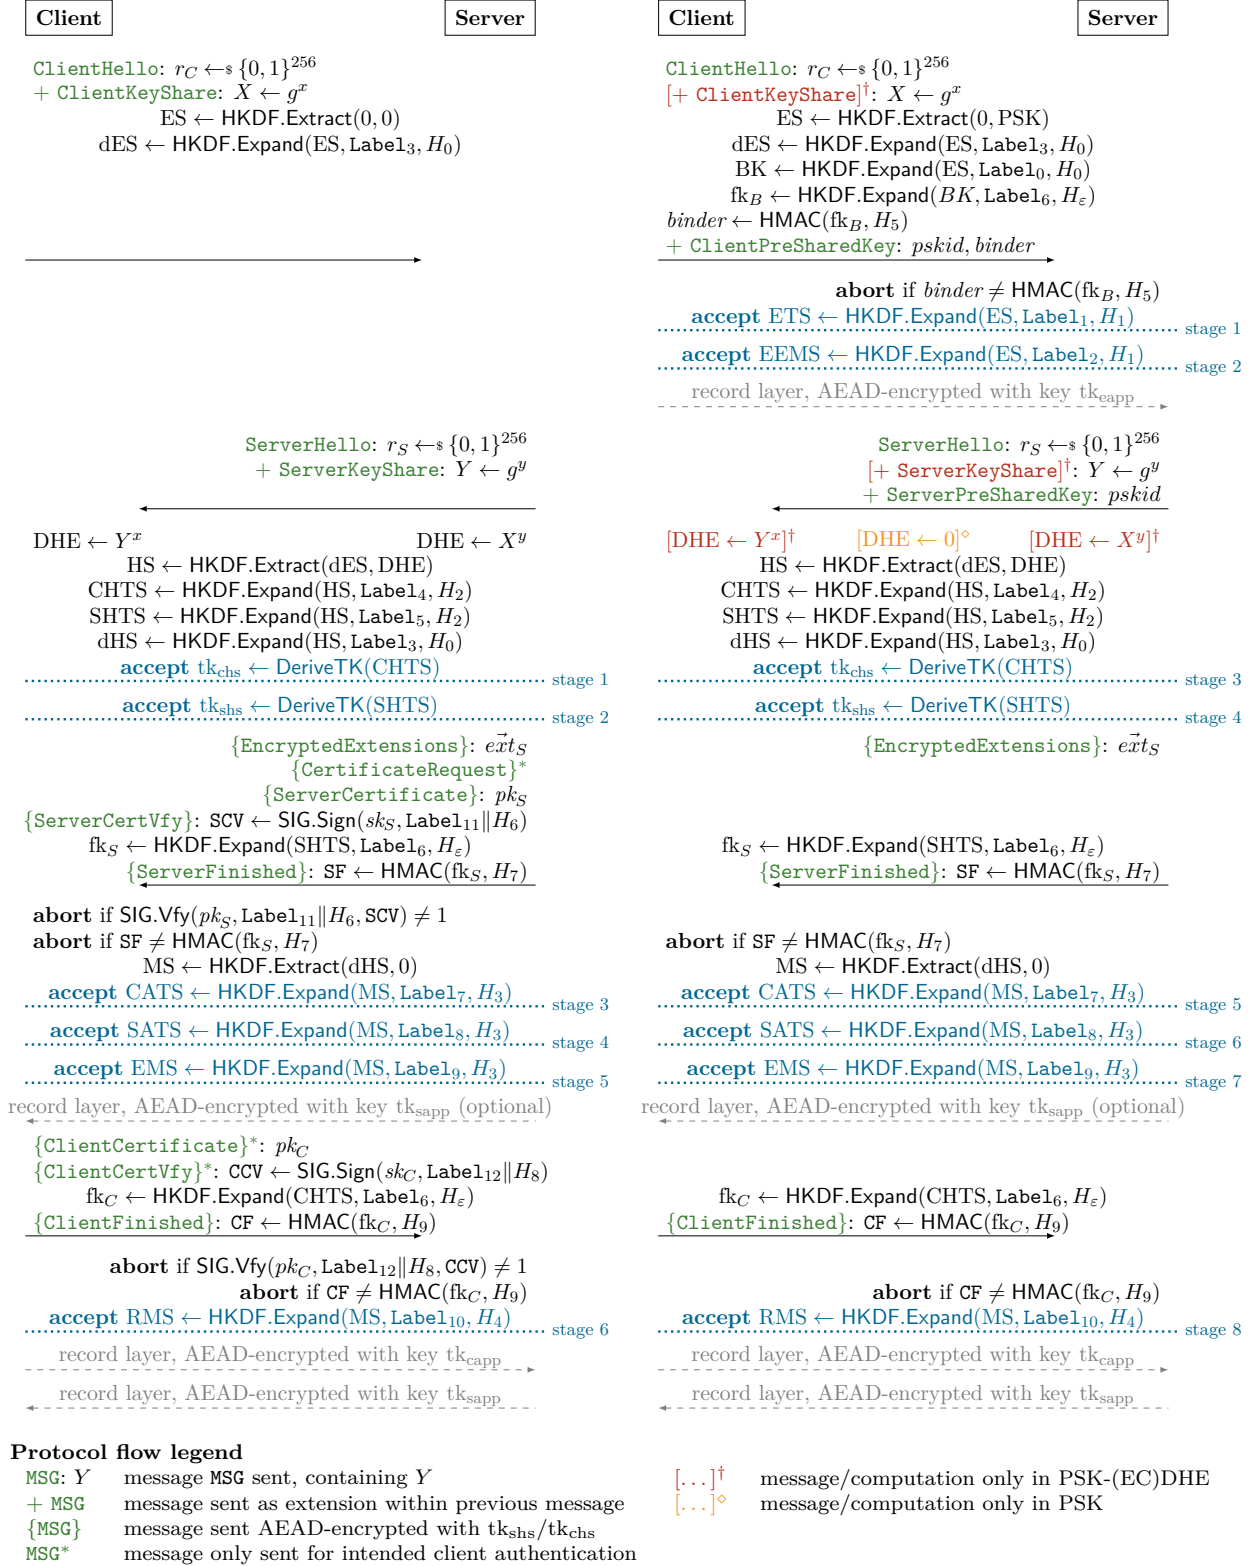 Client Server
ClientHello: r_C ←$ {0, 1}^256
+ ClientKeyShare: X ← g^x
ES ← HKDF.Extract(0, 0)
dES ← HKDF.Expand(ES, Label_3, H_0)
ServerHello: r_S ←$ {0, 1}^256
+ ServerKeyShare: Y ← g^y
DHE ← Y^x DHE ← X^y
HS ← HKDF.Extract(dES, DHE)
CHTS ← HKDF.Expand(HS, Label_4, H_2)
SHTS ← HKDF.Expand(HS, Label_5, H_2)
dHS ← HKDF.Expand(HS, Label_3, H_0)
accept tk_chs ← DeriveTK(CHTS)
stage 1
accept tk_shs ← DeriveTK(SHTS)
stage 2
{EncryptedExtensions}: e⃗xt_S
{CertificateRequest}*
{ServerCertificate}: pk_S
{ServerCertVfy}: SCV ← SIG.Sign(sk_S, Label_11‖H_6)
fk_S ← HKDF.Expand(SHTS, Label_6, H_ε)
{ServerFinished}: SF ← HMAC(fk_S, H_7)
abort if SIG.Vfy(pk_S, Label_11‖H_6, SCV) ≠ 1
abort if SF ≠ HMAC(fk_S, H_7)
MS ← HKDF.Extract(dHS, 0)
accept CATS ← HKDF.Expand(MS, Label_7, H_3)
stage 3
accept SATS ← HKDF.Expand(MS, Label_8, H_3)
stage 4
accept EMS ← HKDF.Expand(MS, Label_9, H_3)
stage 5
record layer, AEAD-encrypted with key tk_sapp (optional)
{ClientCertificate}*: pk_C
{ClientCertVfy}*: CCV ← SIG.Sign(sk_C, Label_12‖H_8)
fk_C ← HKDF.Expand(CHTS, Label_6, H_ε)
{ClientFinished}: CF ← HMAC(fk_C, H_9)
abort if SIG.Vfy(pk_C, Label_12‖H_8, CCV) ≠ 1
abort if CF ≠ HMAC(fk_C, H_9)
accept RMS ← HKDF.Expand(MS, Label_10, H_4)
stage 6
record layer, AEAD-encrypted with key tk_capp
record layer, AEAD-encrypted with key tk_sapp
Client Server
ClientHello: r_C ←$ {0, 1}^256
[+ ClientKeyShare]†: X ← g^x
ES ← HKDF.Extract(0, PSK)
dES ← HKDF.Expand(ES, Label_3, H_0)
BK ← HKDF.Expand(ES, Label_0, H_0)
fk_B ← HKDF.Expand(BK, Label_6, H_ε)
binder ← HMAC(fk_B, H_5)
+ ClientPreSharedKey: pskid, binder
abort if binder ≠ HMAC(fk_B, H_5)
accept ETS ← HKDF.Expand(ES, Label_1, H_1)
stage 1
accept EEMS ← HKDF.Expand(ES, Label_2, H_1)
stage 2
record layer, AEAD-encrypted with key tk_eapp
ServerHello: r_S ←$ {0, 1}^256
[+ ServerKeyShare]†: Y ← g^y
+ ServerPreSharedKey: pskid
[DHE ← Y^x]† [DHE ← 0]⋄ [DHE ← X^y]†
HS ← HKDF.Extract(dES, DHE)
CHTS ← HKDF.Expand(HS, Label_4, H_2)
SHTS ← HKDF.Expand(HS, Label_5, H_2)
dHS ← HKDF.Expand(HS, Label_3, H_0)
accept tk_chs ← DeriveTK(CHTS)
stage 3
accept tk_shs ← DeriveTK(SHTS)
stage 4
{EncryptedExtensions}: e⃗xt_S
fk_S ← HKDF.Expand(SHTS, Label_6, H_ε)
{ServerFinished}: SF ← HMAC(fk_S, H_7)
abort if SF ≠ HMAC(fk_S, H_7)
MS ← HKDF.Extract(dHS, 0)
accept CATS ← HKDF.Expand(MS, Label_7, H_3)
stage 5
accept SATS ← HKDF.Expand(MS, Label_8, H_3)
stage 6
accept EMS ← HKDF.Expand(MS, Label_9, H_3)
stage 7
record layer, AEAD-encrypted with key tk_sapp (optional)
fk_C ← HKDF.Expand(CHTS, Label_6, H_ε)
{ClientFinished}: CF ← HMAC(fk_C, H_9)
abort if CF ≠ HMAC(fk_C, H_9)
accept RMS ← HKDF.Expand(MS, Label_10, H_4)
stage 8
record layer, AEAD-encrypted with key tk_capp
record layer, AEAD-encrypted with key tk_sapp
Protocol flow legend
MSG: Y message MSG sent, containing Y
+ MSG message sent as extension within previous message
{MSG} message sent AEAD-encrypted with tk_shs/tk_chs
MSG* message only sent for intended client authentication
[...]† message/computation only in PSK-(EC)DHE
[...]⋄ message/computation only in PSK